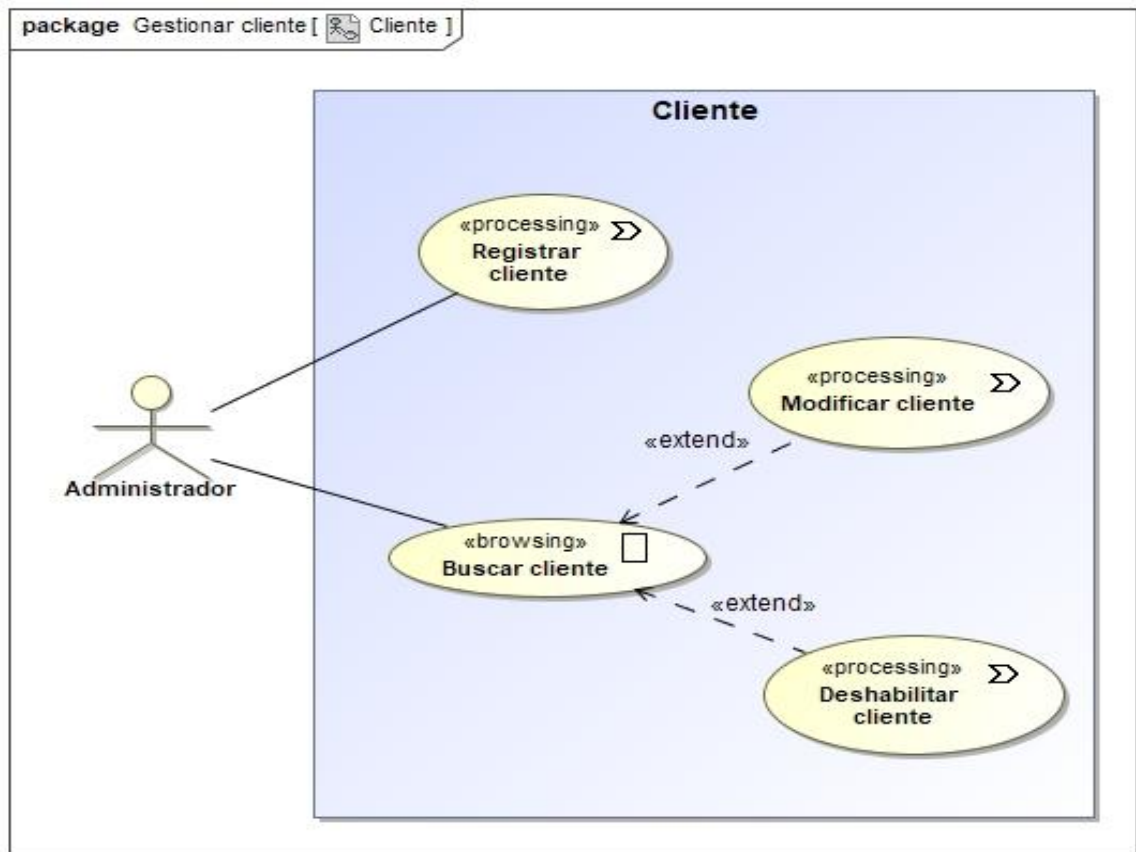 package Gestionar cliente [ Cliente ]
Cliente
«processing»
Registrar
cliente
«processing»
Modificar cliente
«extend»
Administrador
«browsing»
Buscar cliente
«extend»
«processing»
Deshabilitar
cliente